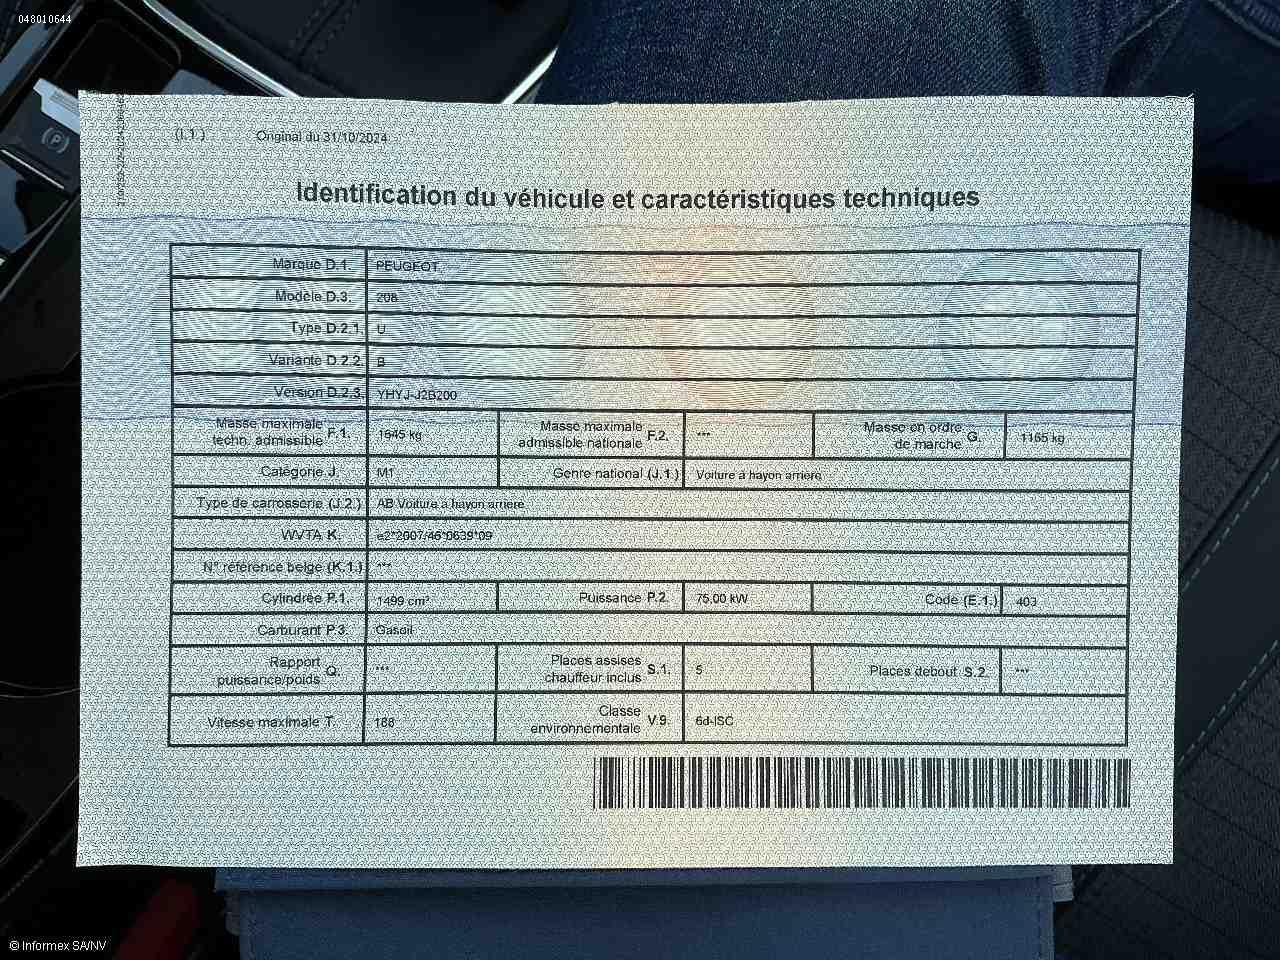 048010644
(I.1.) Original du 31/10/2024
Identification du véhicule et caractéristiques techniques
Marque D.1. PEUGEOT
Modèle D.3. 208
Type D.2.1. U
Variante D.2.2. B
Version D.2.3. YHYJ-J2B200
Masse maximale techn. admissible F.1. 1645 kg Masse maximale admissible nationale F.2. *** Masse en ordre de marche G. 1165 kg
Catégorie J. M1 Genre national (J.1.) Voiture à hayon arrière
Type de carrosserie (J.2.) AB Voiture à hayon arrière
WVTA K. e2*2007/46*0639*09
N° référence belge (K.1.) ***
Cylindrée P.1. 1499 cm³ Puissance P.2. 75.00 kW Code (E.1.) 403
Carburant P.3. Gasoil
Rapport puissance/poids Q. *** Places assises chauffeur inclus S.1. 5 Places debout S.2. ***
Vitesse maximale T. 188 Classe environnementale V.9. 6d-ISC
© Informex SA/NV